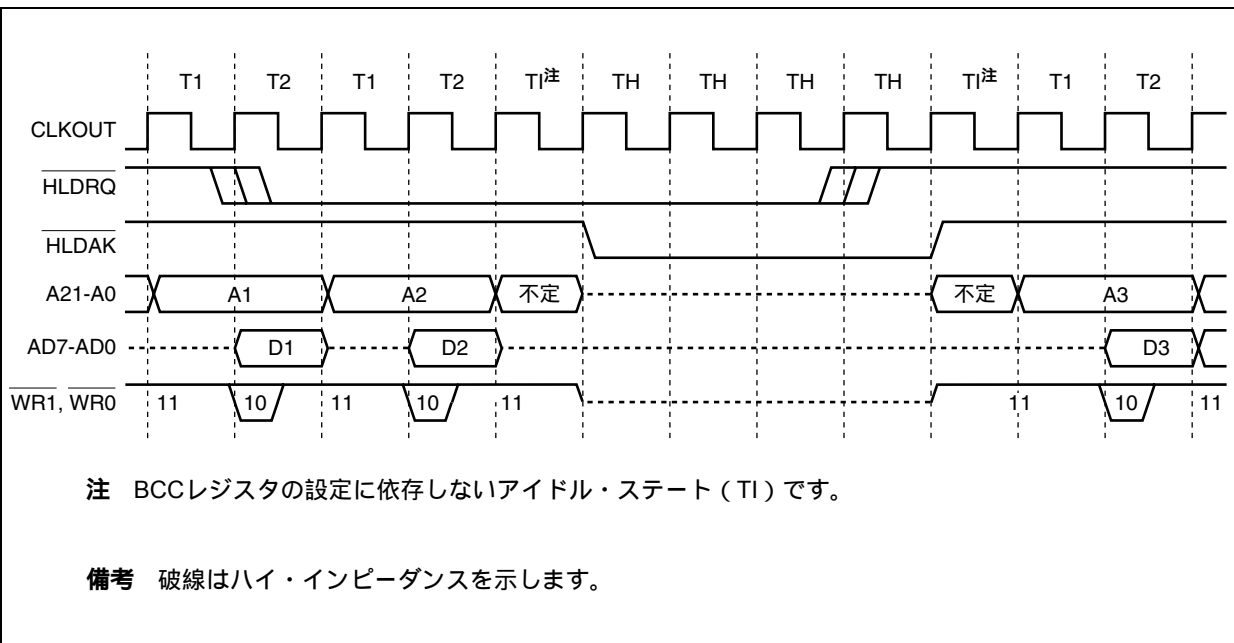 T1 T2 T1 T2 TI注 TH TH TH TH TI注 T1 T2
CLKOUT
HLDRQ
HLDAK
A21-A0 A1 A2 不定 不定 A3
AD7-AD0 D1 D2 D3
WR1, WR0 11 10 11 10 11 11 10 11
注 BCCレジスタの設定に依存しないアイドル・ステート（TI）です。
備考 破線はハイ・インピーダンスを示します。